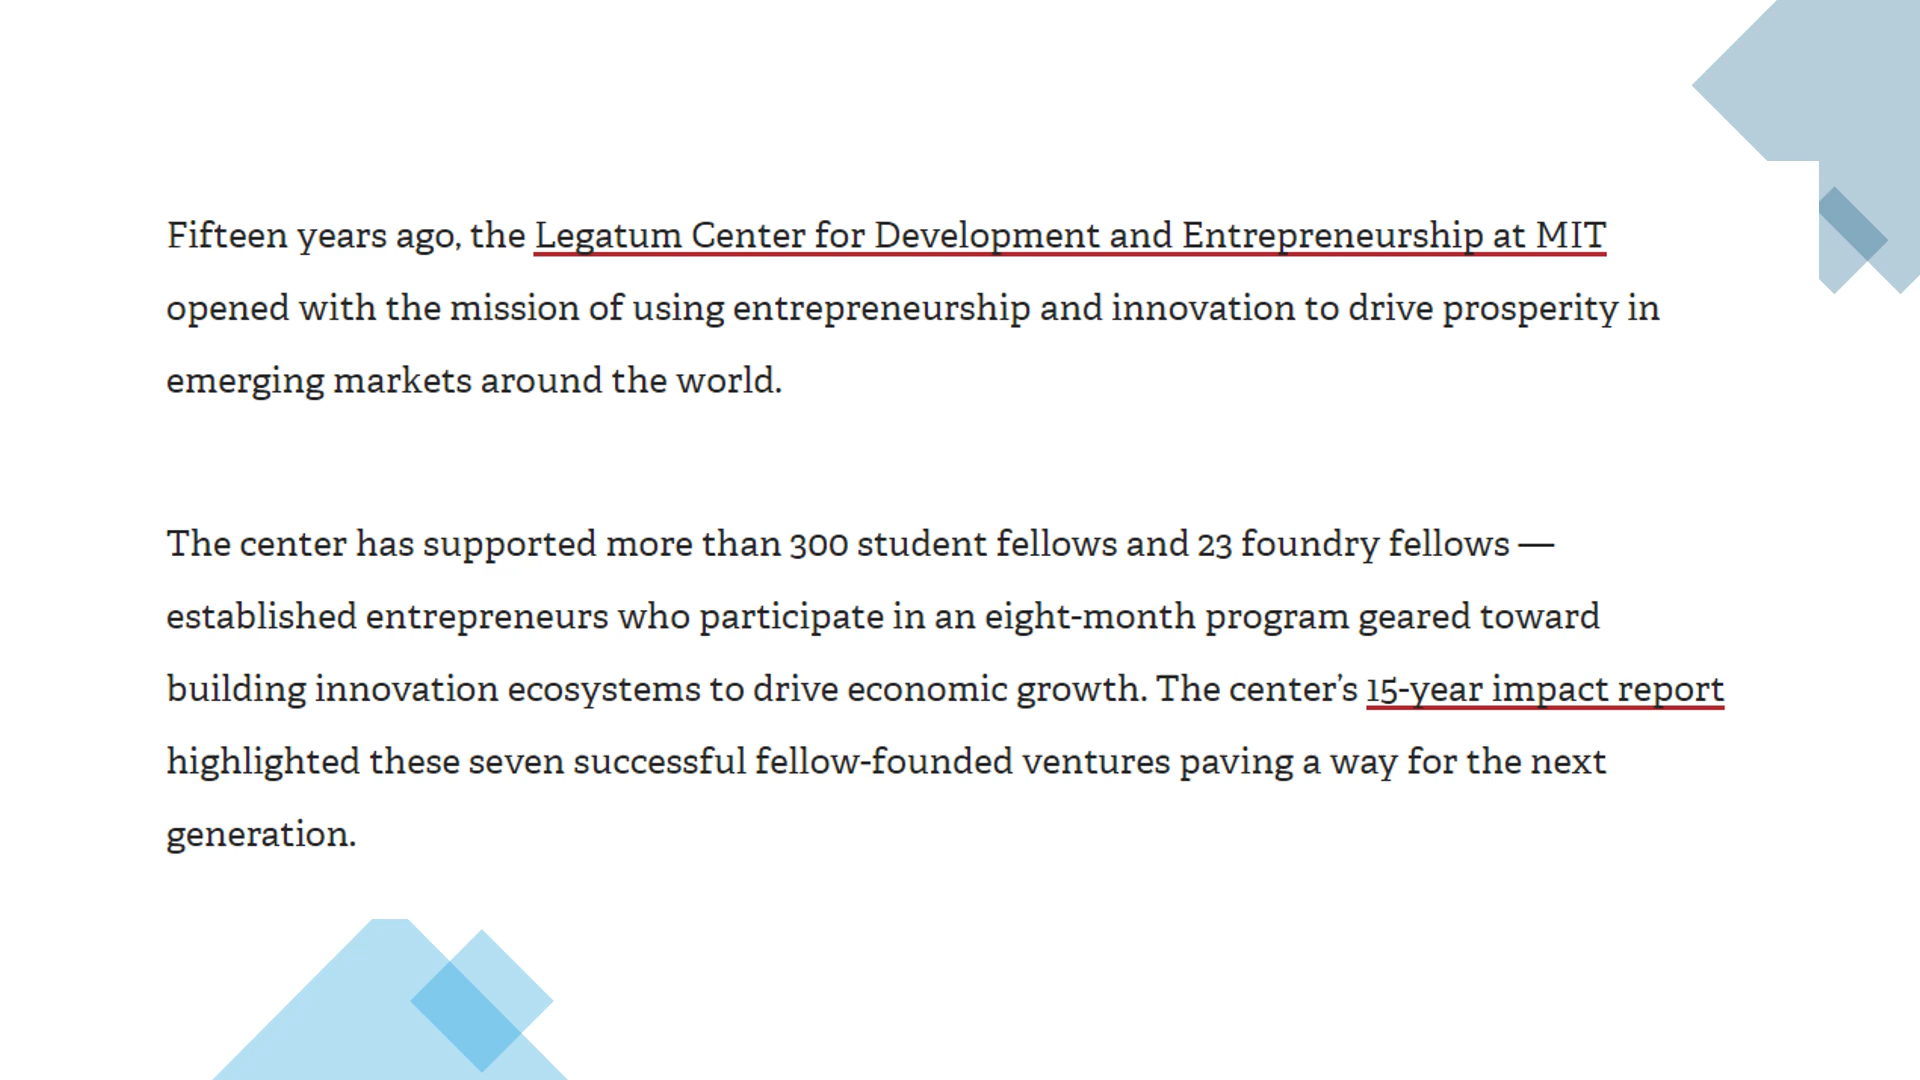 Fifteen years ago, the Legatum Center for Development and Entrepreneurship at MIT
opened with the mission of using entrepreneurship and innovation to drive prosperity in
emerging markets around the world.
The center has supported more than 300 student fellows and 23 foundry fellows —
established entrepreneurs who participate in an eight-month program geared toward
building innovation ecosystems to drive economic growth. The center’s 15-year impact report
highlighted these seven successful fellow-founded ventures paving a way for the next
generation.